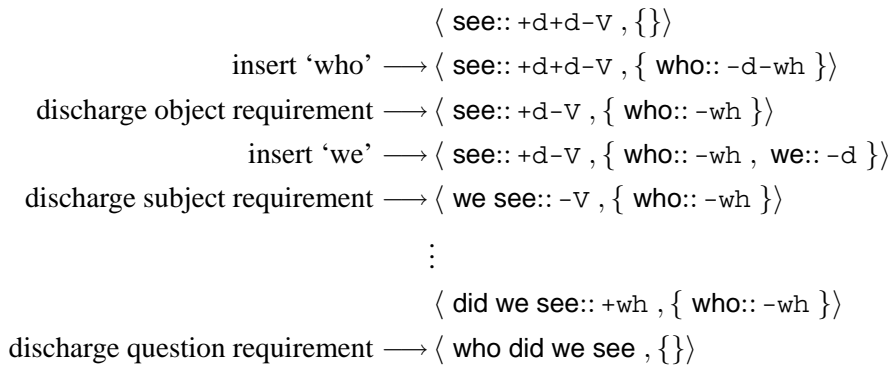 ⟨ see:: +d+d-V , {}⟩
insert ‘who’ ⟶ ⟨ see:: +d+d-V , { who:: -d-wh }⟩
discharge object requirement ⟶ ⟨ see:: +d-V , { who:: -wh }⟩
insert ‘we’ ⟶ ⟨ see:: +d-V , { who:: -wh , we:: -d }⟩
discharge subject requirement ⟶ ⟨ we see:: -V , { who:: -wh }⟩
⋮
⟨ did we see:: +wh , { who:: -wh }⟩
discharge question requirement ⟶ ⟨ who did we see , {}⟩